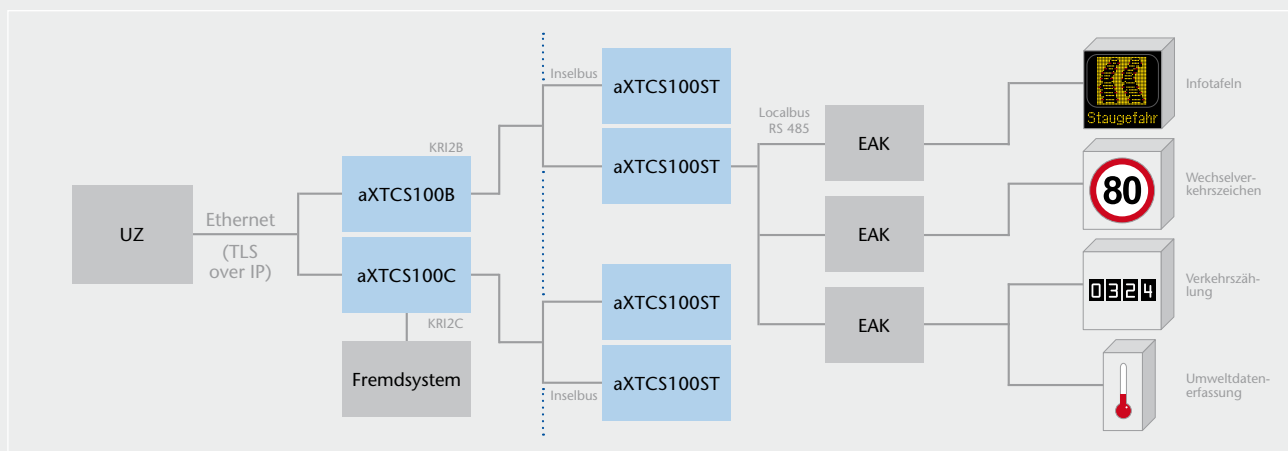 UZ
Ethernet
(TLS
over IP)
KRI2B
aXTCS100B
aXTCS100C
KRI2C
Fremdsystem
Inselbus
aXTCS100ST
aXTCS100ST
aXTCS100ST
aXTCS100ST
Inselbus
Localbus
RS 485
EAK
EAK
EAK
Staugefahr
Infotafeln
80
Wechselver-
kehrszeichen
0324
Verkehrszäh-
lung
Umweltdaten-
erfassung